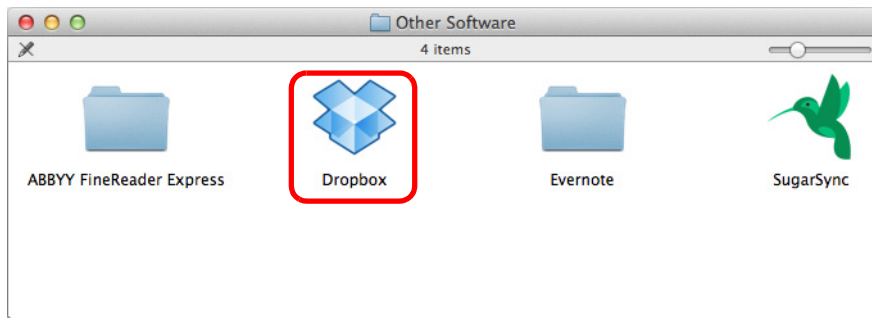 Other Software
4 items
ABBYY FineReader Express
Dropbox
Evernote
SugarSync